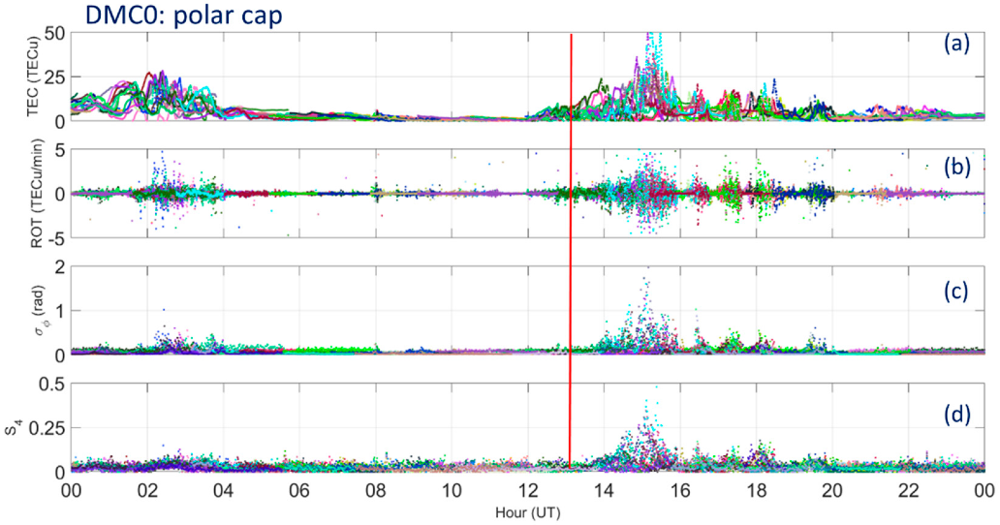 DMC0: polar cap
(a)
TEC (TECu)
50
25
0
(b)
ROT (TECu/min)
5
0
-5
(c)
σϕ (rad)
2
1
0
(d)
S4
0.5
0.25
0
00 02 04 06 08 10 12 14 16 18 20 22 00
Hour (UT)